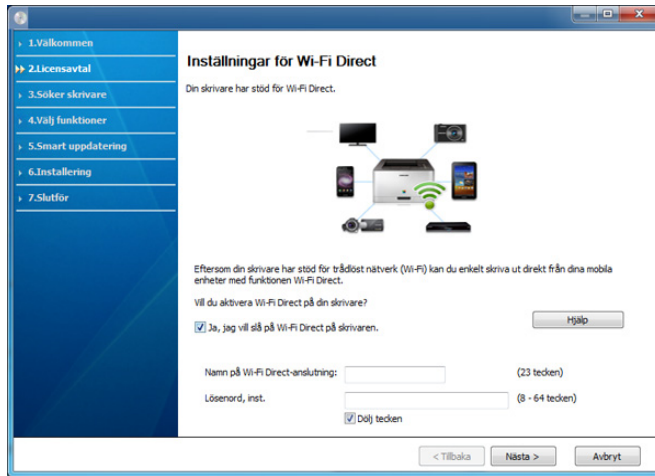 1.Välkommen
2.Licensavtal
3.Söker skrivare
4.Välj funktioner
5.Smart uppdatering
6.Installering
7.Slutför
Inställningar för Wi-Fi Direct
Din skrivare har stöd för Wi-Fi Direct.
Eftersom din skrivare har stöd för trådlöst nätverk (Wi-Fi) kan du enkelt skriva ut direkt från dina mobila
enheter med funktionen Wi-Fi Direct.
Vill du aktivera Wi-Fi Direct på din skrivare?
Ja, jag vill slå på Wi-Fi Direct på skrivaren.
Hjälp
Namn på Wi-Fi Direct-anslutning: (23 tecken)
Lösenord, inst. (8 - 64 tecken)
Dölj tecken
< Tillbaka Nästa > Avbryt